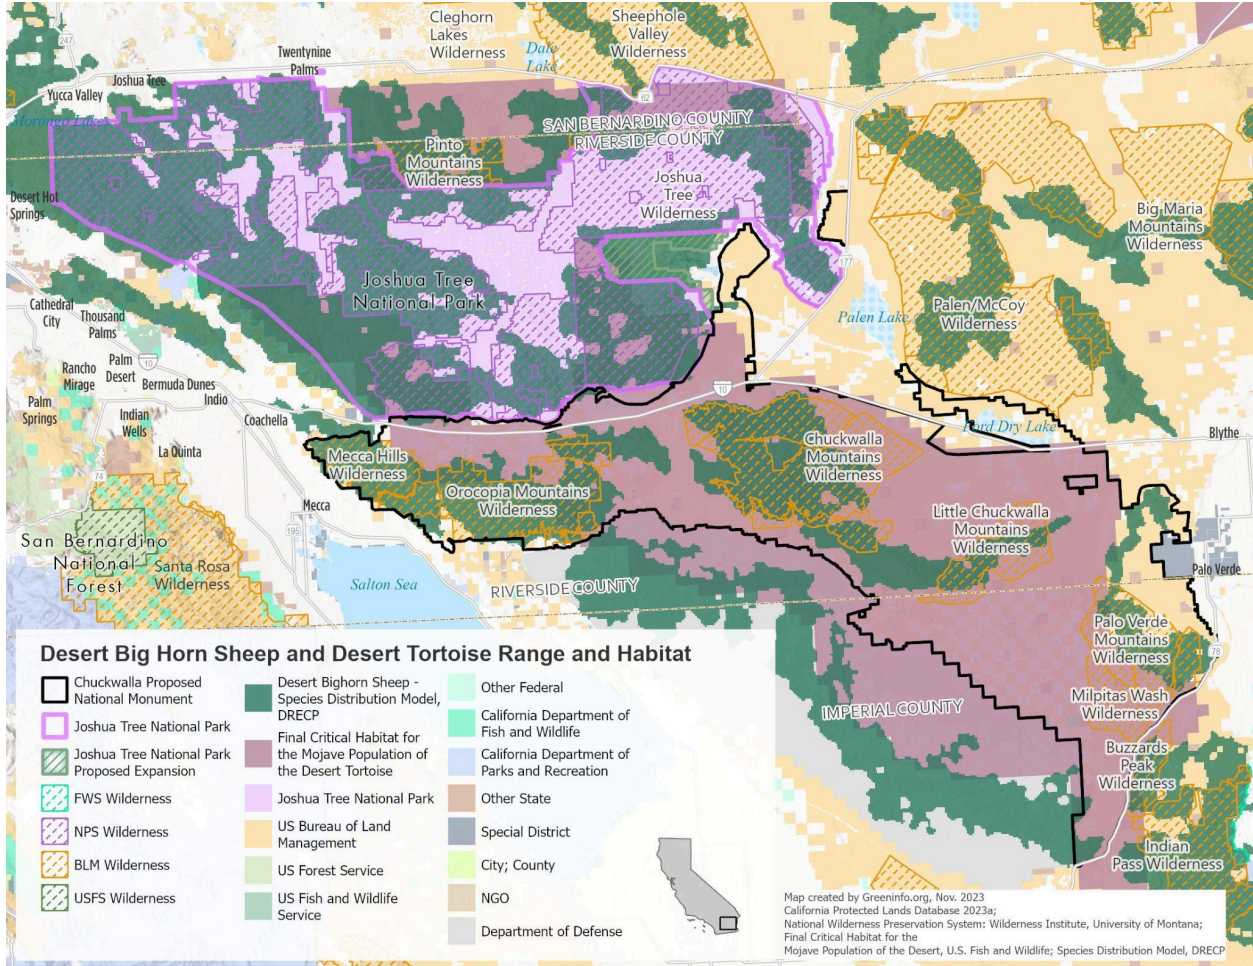 Cleghorn
Lakes
Wilderness
Sheephole
Valley
Wilderness
247
Twentynine
Palms
Dale
Lake
Joshua Tree
Yucca Valley
62
Morongo Lakes
SAN BERNARDINO COUNTY
RIVERSIDE COUNTY
Pinto
Mountains
Wilderness
Joshua
Tree
Wilderness
Desert Hot
Springs
Big Maria
Mountains
Wilderness
177
Joshua Tree
National Park
Cathedral
City
Thousand
Palms
Palen Lake
Palen/McCoy
Wilderness
10
Rancho
Mirage
Palm
Desert
Bermuda Dunes
Indio
10
Palm
Springs
Indian
Wells
Coachella
Ford Dry Lake
Blythe
La Quinta
Mecca Hills
Wilderness
Chuckwalla
Mountains
Wilderness
74
Orocopia Mountains
Wilderness
Mecca
195
Little Chuckwalla
Mountains
Wilderness
San Bernardino
National
Forest
Santa Rosa
Wilderness
Salton Sea
RIVERSIDE COUNTY
Palo Verde
Palo Verde
Mountains
Wilderness
78
Milpitas Wash
Wilderness
IMPERIAL COUNTY
Buzzards
Peak
Wilderness
Indian
Pass Wilderness
Desert Big Horn Sheep and Desert Tortoise Range and Habitat
Chuckwalla Proposed
National Monument
Joshua Tree National Park
Joshua Tree National Park
Proposed Expansion
FWS Wilderness
NPS Wilderness
BLM Wilderness
USFS Wilderness
Desert Bighorn Sheep -
Species Distribution Model,
DRECP
Final Critical Habitat for
the Mojave Population of
the Desert Tortoise
Joshua Tree National Park
US Bureau of Land
Management
US Forest Service
US Fish and Wildlife
Service
Other Federal
California Department of
Fish and Wildlife
California Department of
Parks and Recreation
Other State
Special District
City; County
NGO
Department of Defense
Map created by Greeninfo.org, Nov. 2023
California Protected Lands Database 2023a;
National Wilderness Preservation System: Wilderness Institute, University of Montana;
Final Critical Habitat for the
Mojave Population of the Desert, U.S. Fish and Wildlife; Species Distribution Model, DRECP